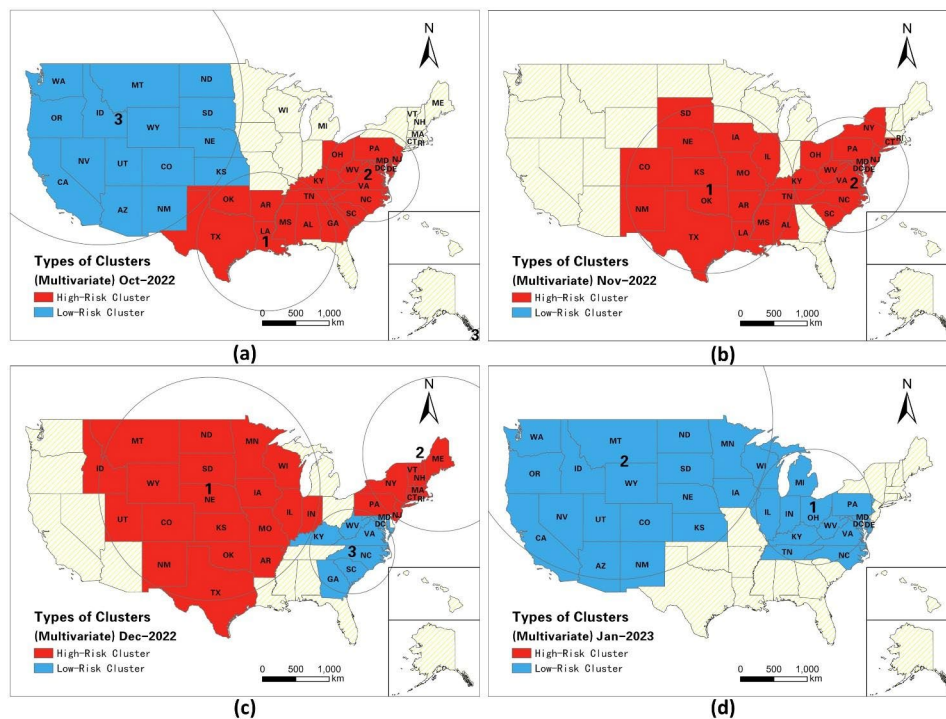 N
WA
MT
ND
ME
OR
ID
3
WY
SD
WI
MI
VT
NH
MA
CT
RI
NE
NV
UT
CO
KS
CA
AZ
NM
OK
AR
TN
KY
OH
PA
NJ
MD
DC
DE
WV
2
VA
NC
SC
TX
LA
1
MS
AL
GA
Types of Clusters
(Multivariate) Oct-2022
High-Risk Cluster
Low-Risk Cluster
0 500 1,000
km
3
(a)
N
SD
NE
IA
IL
CO
KS
MO
1
NM
OK
AR
TN
KY
OH
PA
NY
CT
RI
NJ
MD
DC
DE
WV
VA
2
NC
SC
TX
LA
MS
AL
Types of Clusters
(Multivariate) Nov-2022
High-Risk Cluster
Low-Risk Cluster
0 500 1,000
km
(b)
N
MT
ND
MN
ID
WY
SD
1
NE
IA
WI
IL
IN
UT
CO
KS
MO
NM
OK
AR
TX
2
ME
VT
NH
NY
MA
CT
RI
PA
NJ
MD
DC
WV
VA
KY
3
NC
SC
GA
Types of Clusters
(Multivariate) Dec-2022
High-Risk Cluster
Low-Risk Cluster
0 500 1,000
km
(c)
N
WA
MT
ND
MN
OR
ID
2
WY
SD
WI
MI
NV
UT
CO
NE
IA
KS
CA
AZ
NM
IL
IN
1
OH
PA
KY
WV
VA
MD
DC
DE
TN
NC
Types of Clusters
(Multivariate) Jan-2023
High-Risk Cluster
Low-Risk Cluster
0 500 1,000
km
(d)